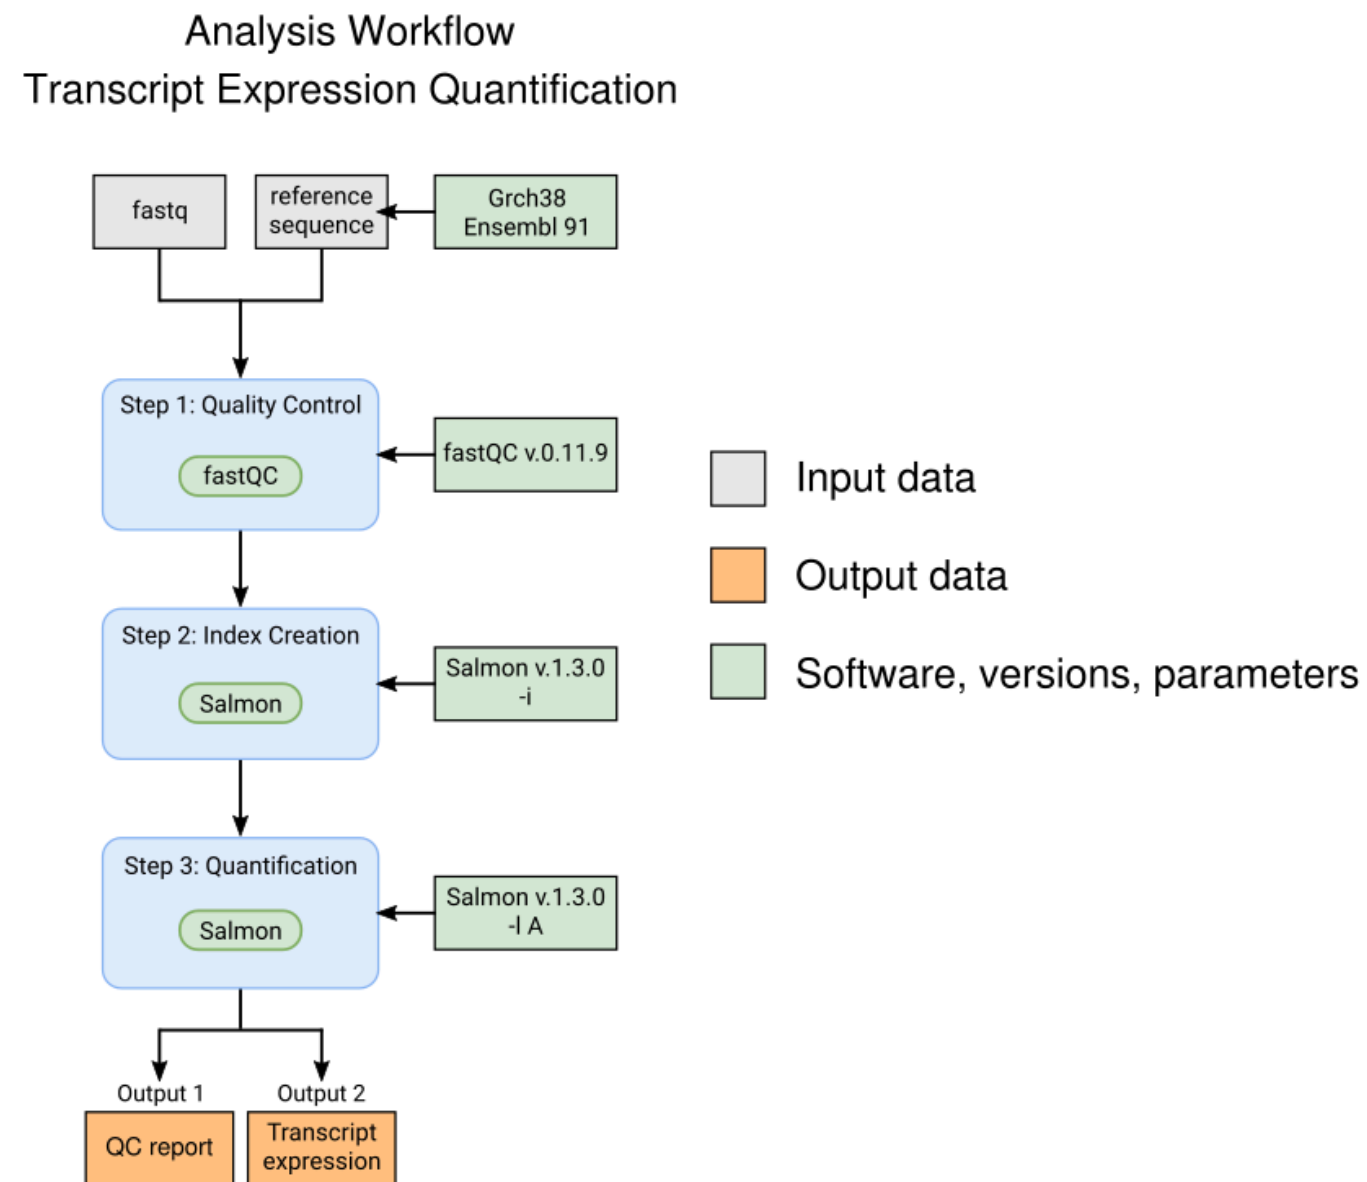 Analysis Workflow
Transcript Expression Quantification
fastq
reference
sequence
Grch38
Ensembl 91
Step 1: Quality Control
fastQC
fastQC v.0.11.9
Step 2: Index Creation
Salmon
Salmon v.1.3.0
-i
Step 3: Quantification
Salmon
Salmon v.1.3.0
-l A
Output 1
QC report
Output 2
Transcript
expression
Input data
Output data
Software, versions, parameters